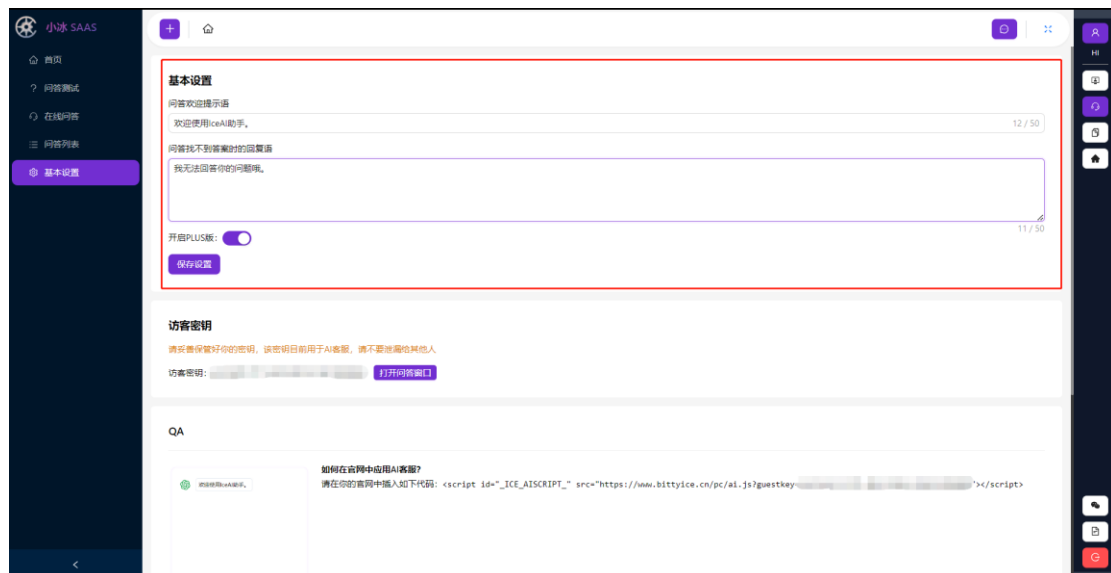 小冰 SAAS
HI
首页
问答测试
在线问答
问答列表
基本设置
基本设置
问答欢迎提示语
欢迎使用IceAI助手。
12 / 50
问答找不到答案时的回复语
我无法回答你的问题哦。
11 / 50
开启PLUS版：
保存设置
访客密钥
请妥善保管好你的密钥，该密钥目前用于AI客服，请不要泄漏给其他人
访客密钥： 打开问答窗口
QA
如何在官网中应用AI客服?
欢迎使用IceAI助手。
请在你的官网中插入如下代码: <script id="_ICE_AISCRIPT_" src="https://www.bittyice.cn/pc/ai.js?guestkey "></script>